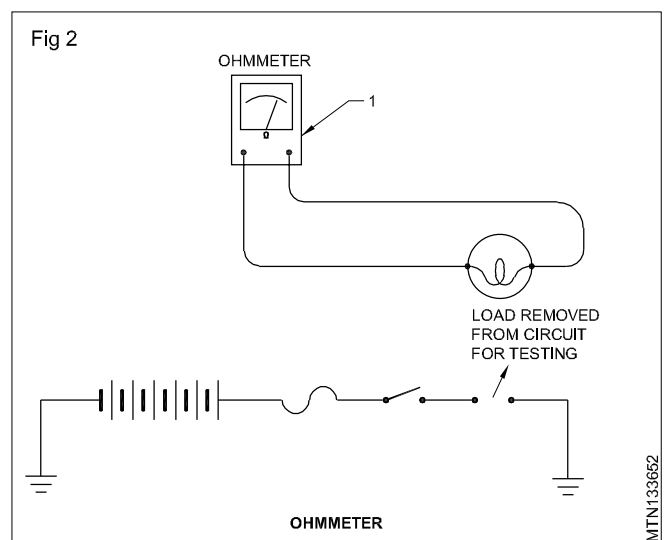 Fig 2
OHMMETER
Ω
1
LOAD REMOVED
FROM CIRCUIT
FOR TESTING
OHMMETER
MTN133652